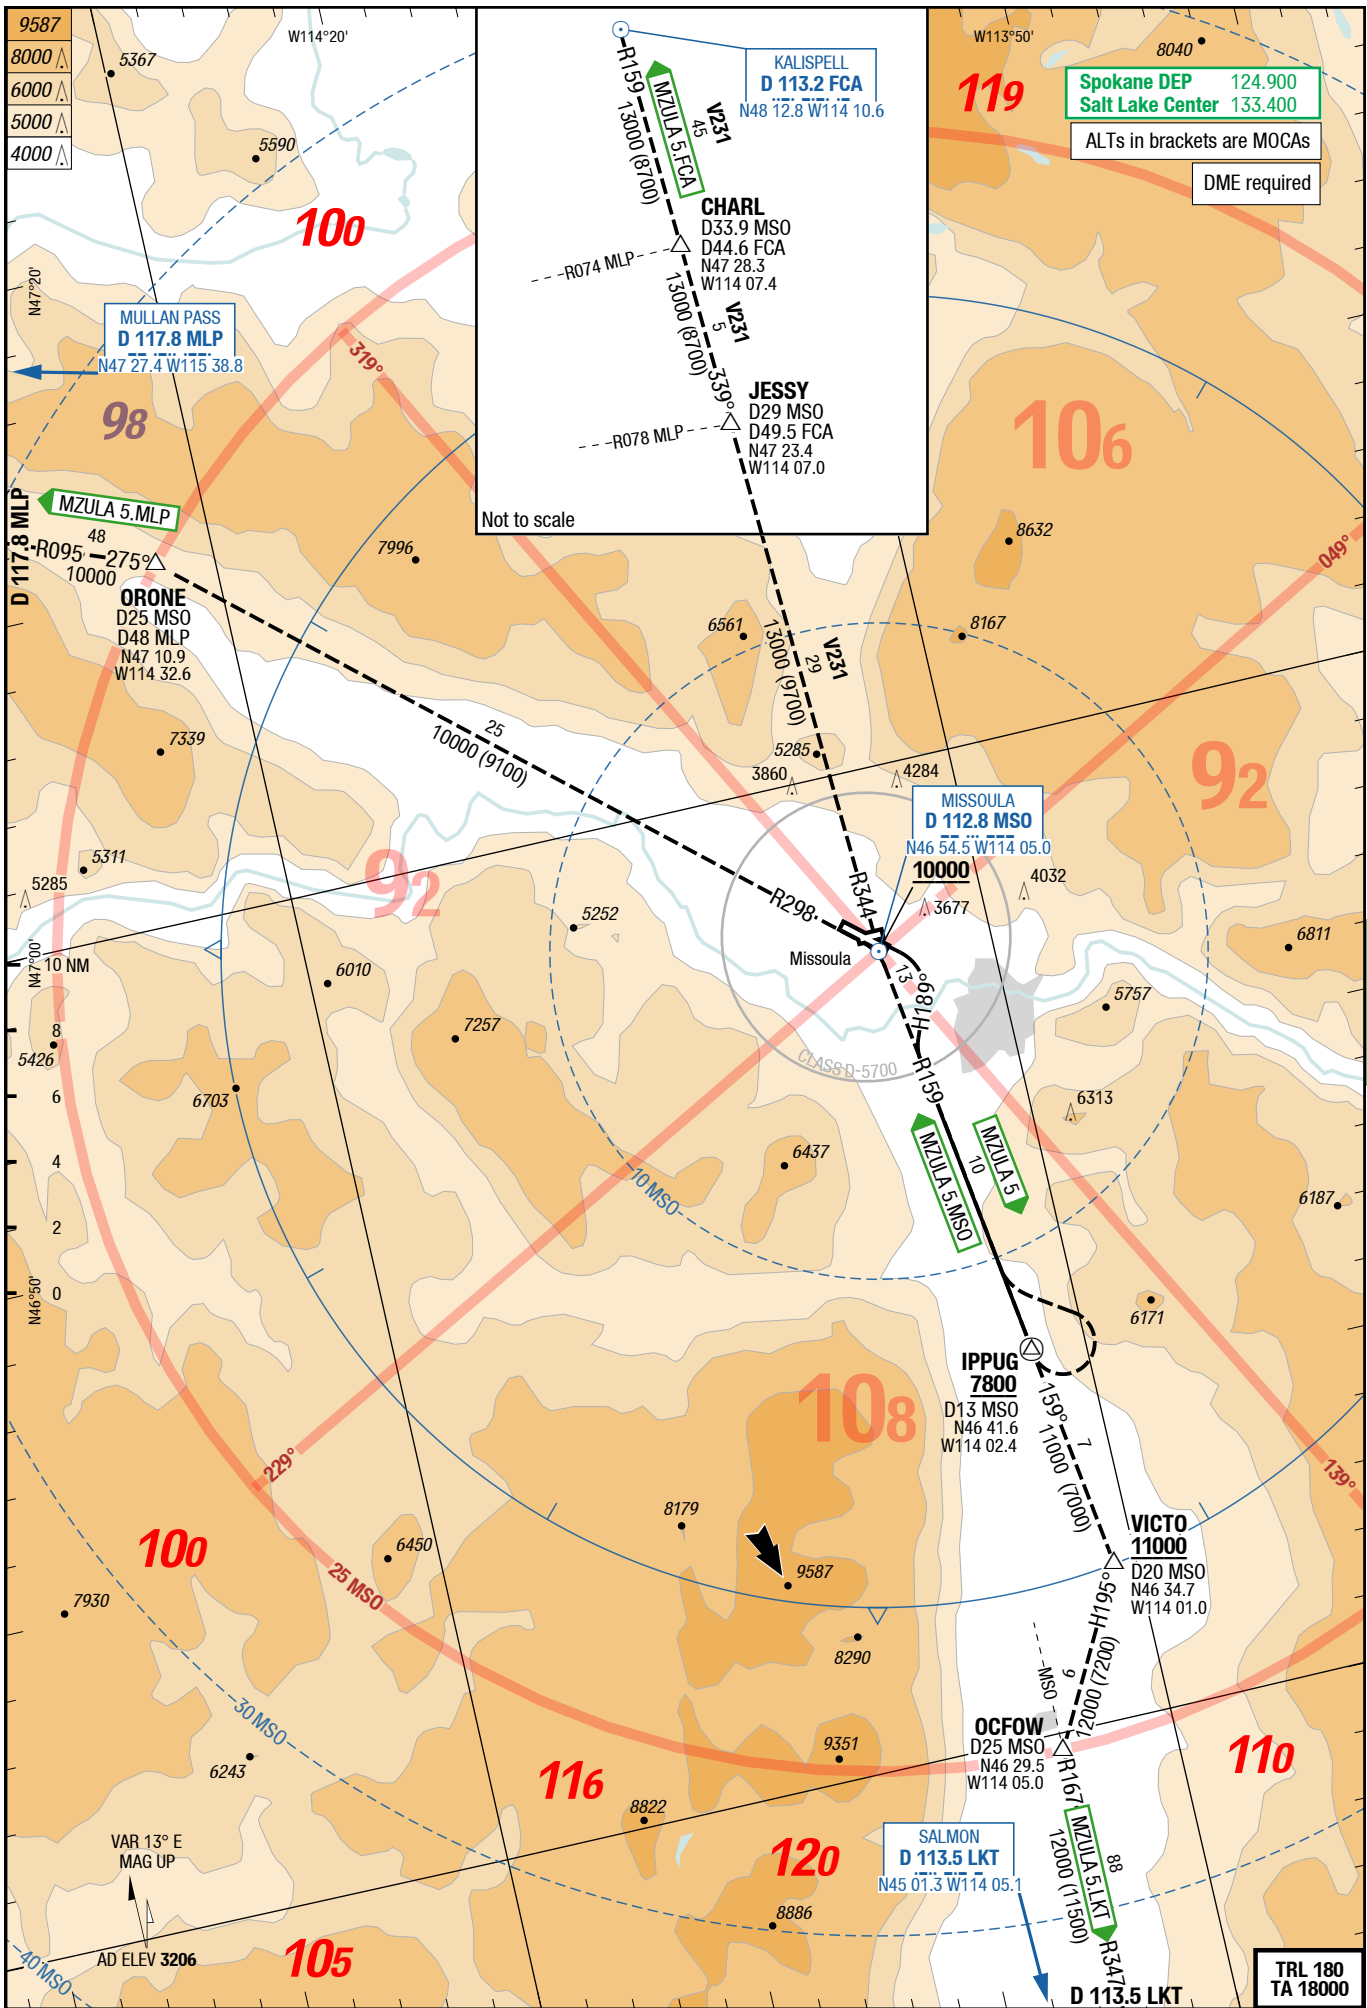 9587
8000
6000
5000
4000
5367
5590
W114°20'
100
N47°20'
MULLAN PASS
D 117.8 MLP
N47 27.4 W115 38.8
98
319°
KALISPELL
D 113.2 FCA
N48 12.8 W114 10.6
R159
13000 (8700)
MZULA 5.FCA
45
V231
CHARL
D33.9 MSO
D44.6 FCA
N47 28.3
W114 07.4
R074 MLP
13000 (8700)
5
V231
339°
JESSY
D29 MSO
D49.5 FCA
N47 23.4
W114 07.0
R078 MLP
Not to scale
W113°50'
8040
119
Spokane DEP 124.900
Salt Lake Center 133.400
ALTs in brackets are MOCAs
DME required
106
8632
049°
8167
D 117.8 MLP
MZULA 5.MLP
48
R095
275°
10000
ORONE
D25 MSO
D48 MLP
N47 10.9
W114 32.6
7996
6561
13000 (9700)
29
V231
7339
25
10000 (9100)
5285
3860
4284
92
MISSOULA
D 112.8 MSO
N46 54.5 W114 05.0
10000
4032
3677
5311
5285
92
5252
R298
R344
Missoula
6811
N47°00'
10 NM
8
6
4
2
0
N46°50'
5426
6010
7257
6703
13
H189°
5757
CLASS D-5700
R159
6313
MZULA 5.MSO
10
MZULA 5
6437
10 MSO
6187
6171
IPPUG
7800
D13 MSO
N46 41.6
W114 02.4
159°
11000 (7000)
7
108
229°
139°
8179
9587
VICTO
11000
D20 MSO
N46 34.7
W114 01.0
100
6450
25 MSO
7930
8290
H195°
12000 (7200)
9
MSO
30 MSO
6243
9351
OCFOW
D25 MSO
N46 29.5
W114 05.0
110
116
8822
R167
MZULA 5.LKT
88
12000 (11500)
R347
VAR 13° E
MAG UP
120
SALMON
D 113.5 LKT
N45 01.3 W114 05.1
8886
AD ELEV 3206
105
40 MSO
D 113.5 LKT
TRL 180
TA 18000